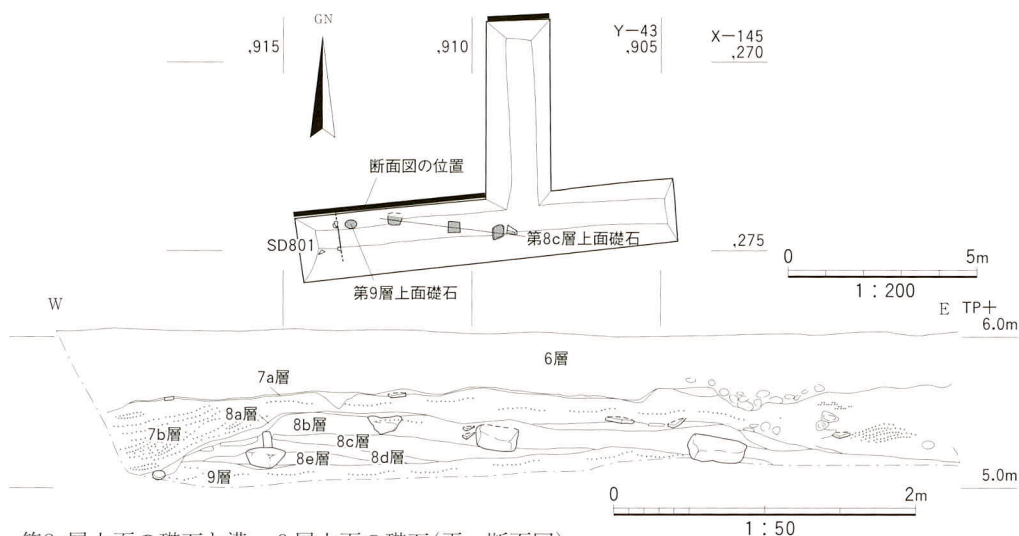 GN
,915
,910
Y−43
,905
X−145
,270
断面図の位置
SD801
第8c層上面礎石
,275
第9層上面礎石
0 5m
1：200
W
E TP+
6.0m
6層
7a層
8a層
7b層
8b層
8c層
8e層
8d層
9層
5.0m
0 2m
1：50